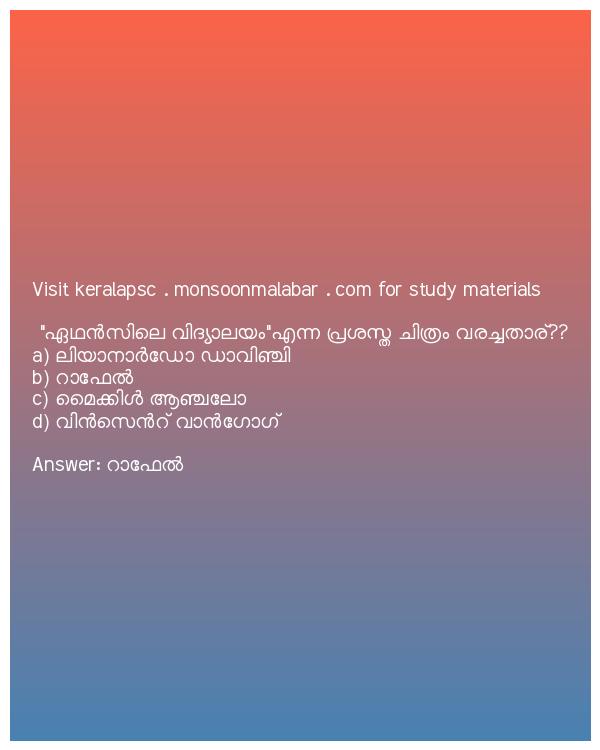 Visit keralapsc . monsoonmalabar . com for study materials
"ഏഥൻസിലെ വിദ്യാലയം"എന്ന പ്രശസ്ത ചിത്രം വരച്ചതാര്??
a) ലിയാനാർഡോ ഡാവിഞ്ചി
b) റാഫേൽ
c) മൈക്കിൾ ആഞ്ചലോ
d) വിൻസെൻറ് വാൻഗോഗ്
Answer: റാഫേൽ